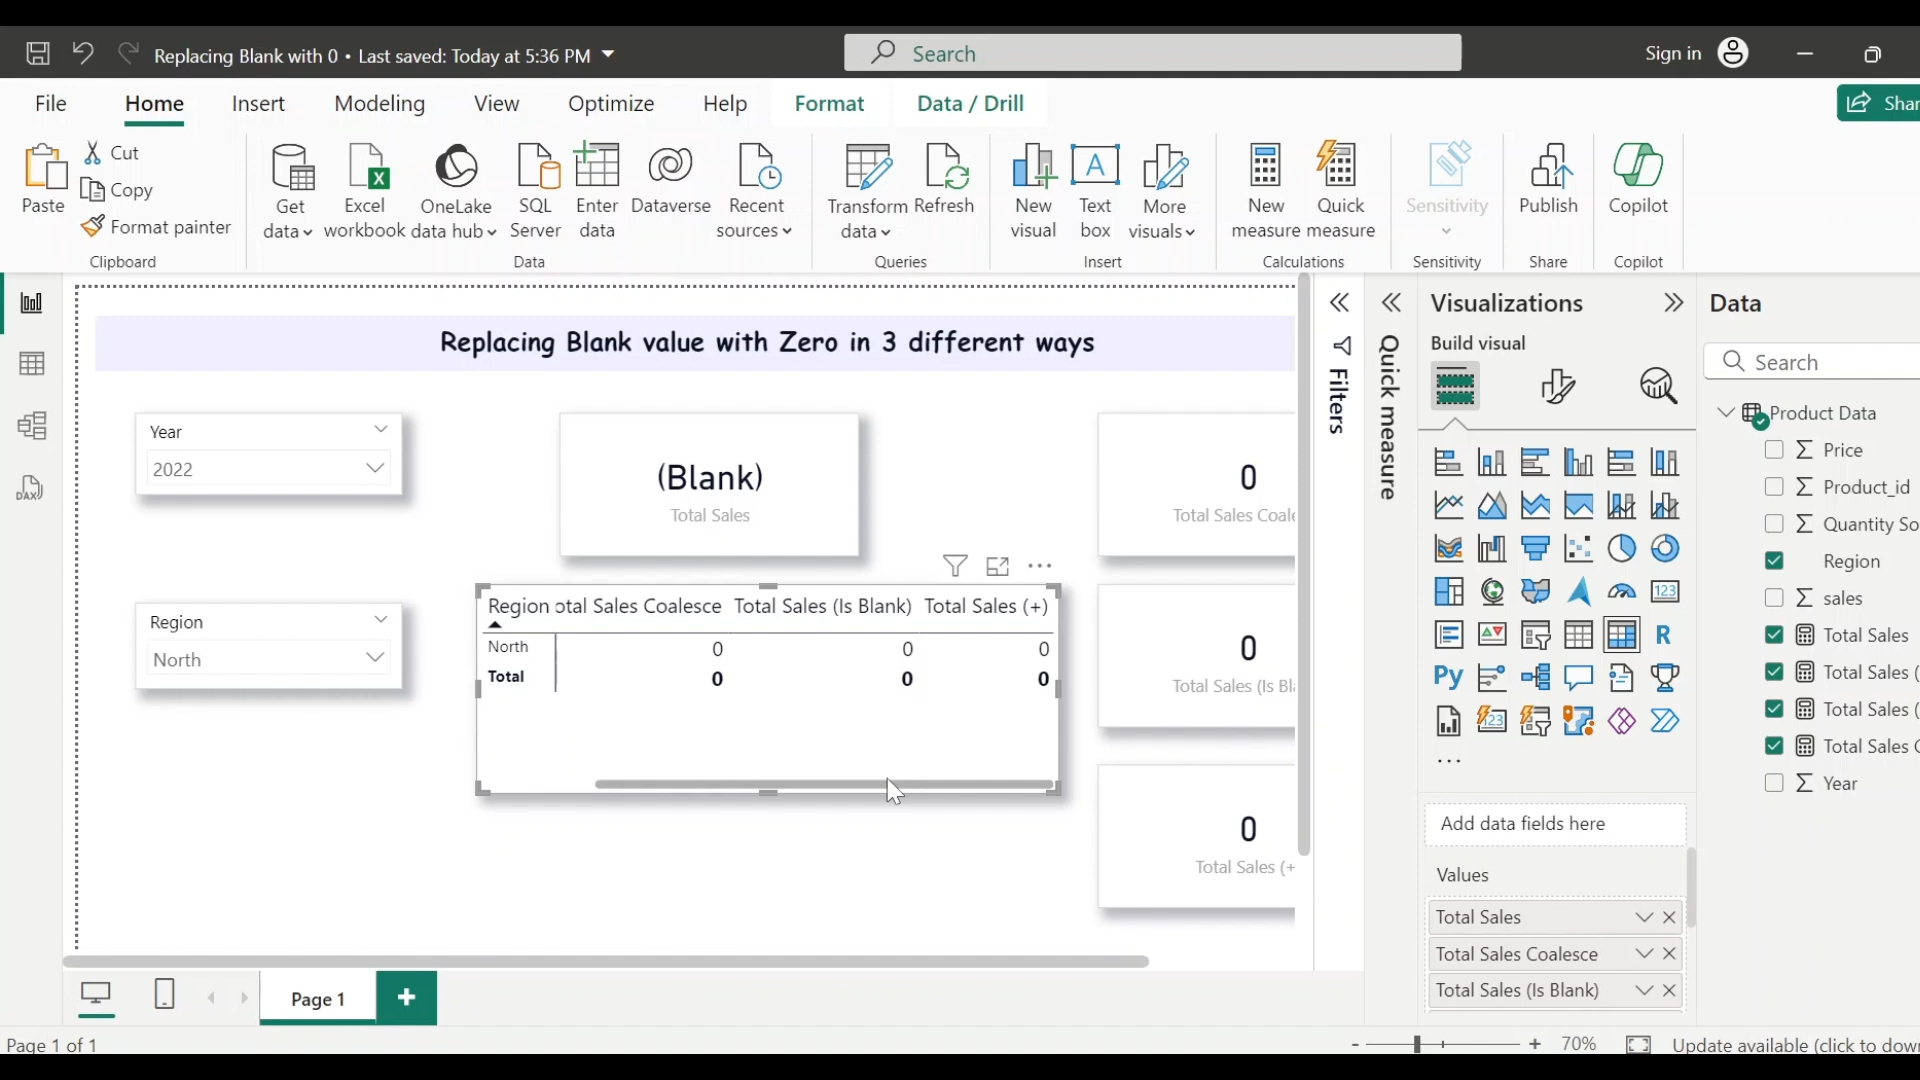 Replacing Blank with 0 • Last saved: Today at 5:36 PM
Search
Sign in
File Home Insert Modeling View Optimize Help Format Data / Drill
Shar
Paste
Cut
Copy
Format painter
Clipboard
Get data
Excel workbook
OneLake data hub
SQL Server
Enter data
Dataverse
Recent sources
Data
Transform data
Refresh
Queries
New visual
Text box
More visuals
Insert
New measure
Quick measure
Calculations
Sensitivity
Sensitivity
Publish
Share
Copilot
Copilot
DAX
Replacing Blank value with Zero in 3 different ways
Year
2022
Region
North
(Blank)
Total Sales
0
Total Sales Coale
Region otal Sales Coalesce Total Sales (Is Blank) Total Sales (+)
North 0 0 0
Total 0 0 0
0
Total Sales (Is Bla
0
Total Sales (+
Filters
Quick measure
Visualizations
Build visual
123
R
Py
123
...
Add data fields here
Values
Total Sales
Total Sales Coalesce
Total Sales (Is Blank)
Data
Search
Product Data
Price
Product_id
Quantity So
Region
sales
Total Sales
Total Sales (
Total Sales (
Total Sales C
Year
Page 1
+
Page 1 of 1
- + 70%
Update available (click to down